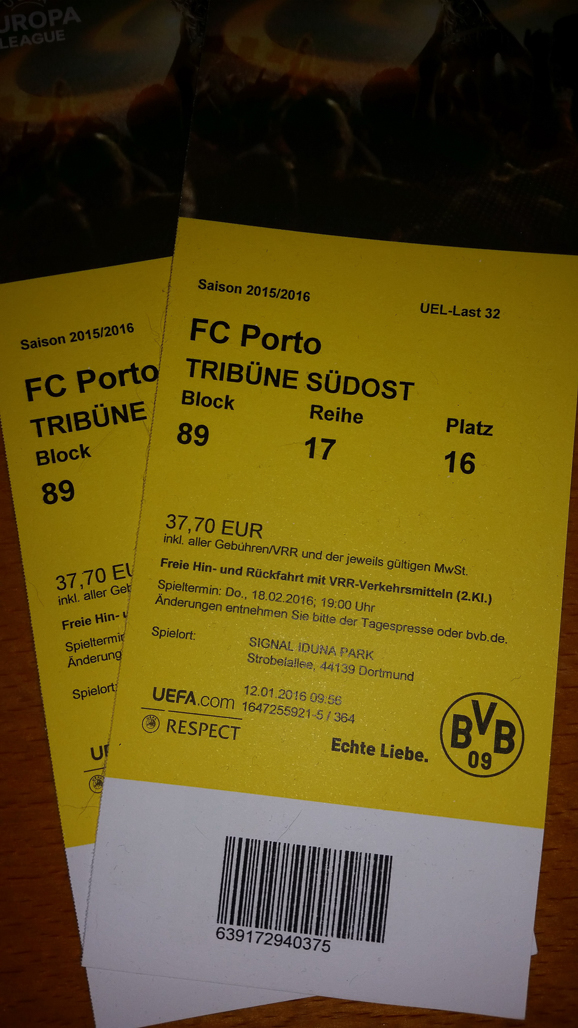 EUROPA
LEAGUE
Saison 2015/2016
FC Porto
TRIBÜNE
Block
89
37,70 EU
inkl. aller Geb
Freie Hin- u
Spieltermin
Änderung
Spielort:
UE
Saison 2015/2016 UEL-Last 32
FC Porto
TRIBÜNE SÜDOST
Block Reihe Platz
89 17 16
37,70 EUR
inkl. aller Gebühren/VRR und der jeweils gültigen MwSt.
Freie Hin- und Rückfahrt mit VRR-Verkehrsmitteln (2.Kl.)
Spieltermin: Do., 18.02.2016; 19:00 Uhr
Änderungen entnehmen Sie bitte der Tagespresse oder bvb.de.
Spielort: SIGNAL IDUNA PARK
Strobelallee, 44139 Dortmund
UEFA.com 12.01.2016 09:56
1647255921-5 / 364
RESPECT
Echte Liebe.
BVB
09
639172940375